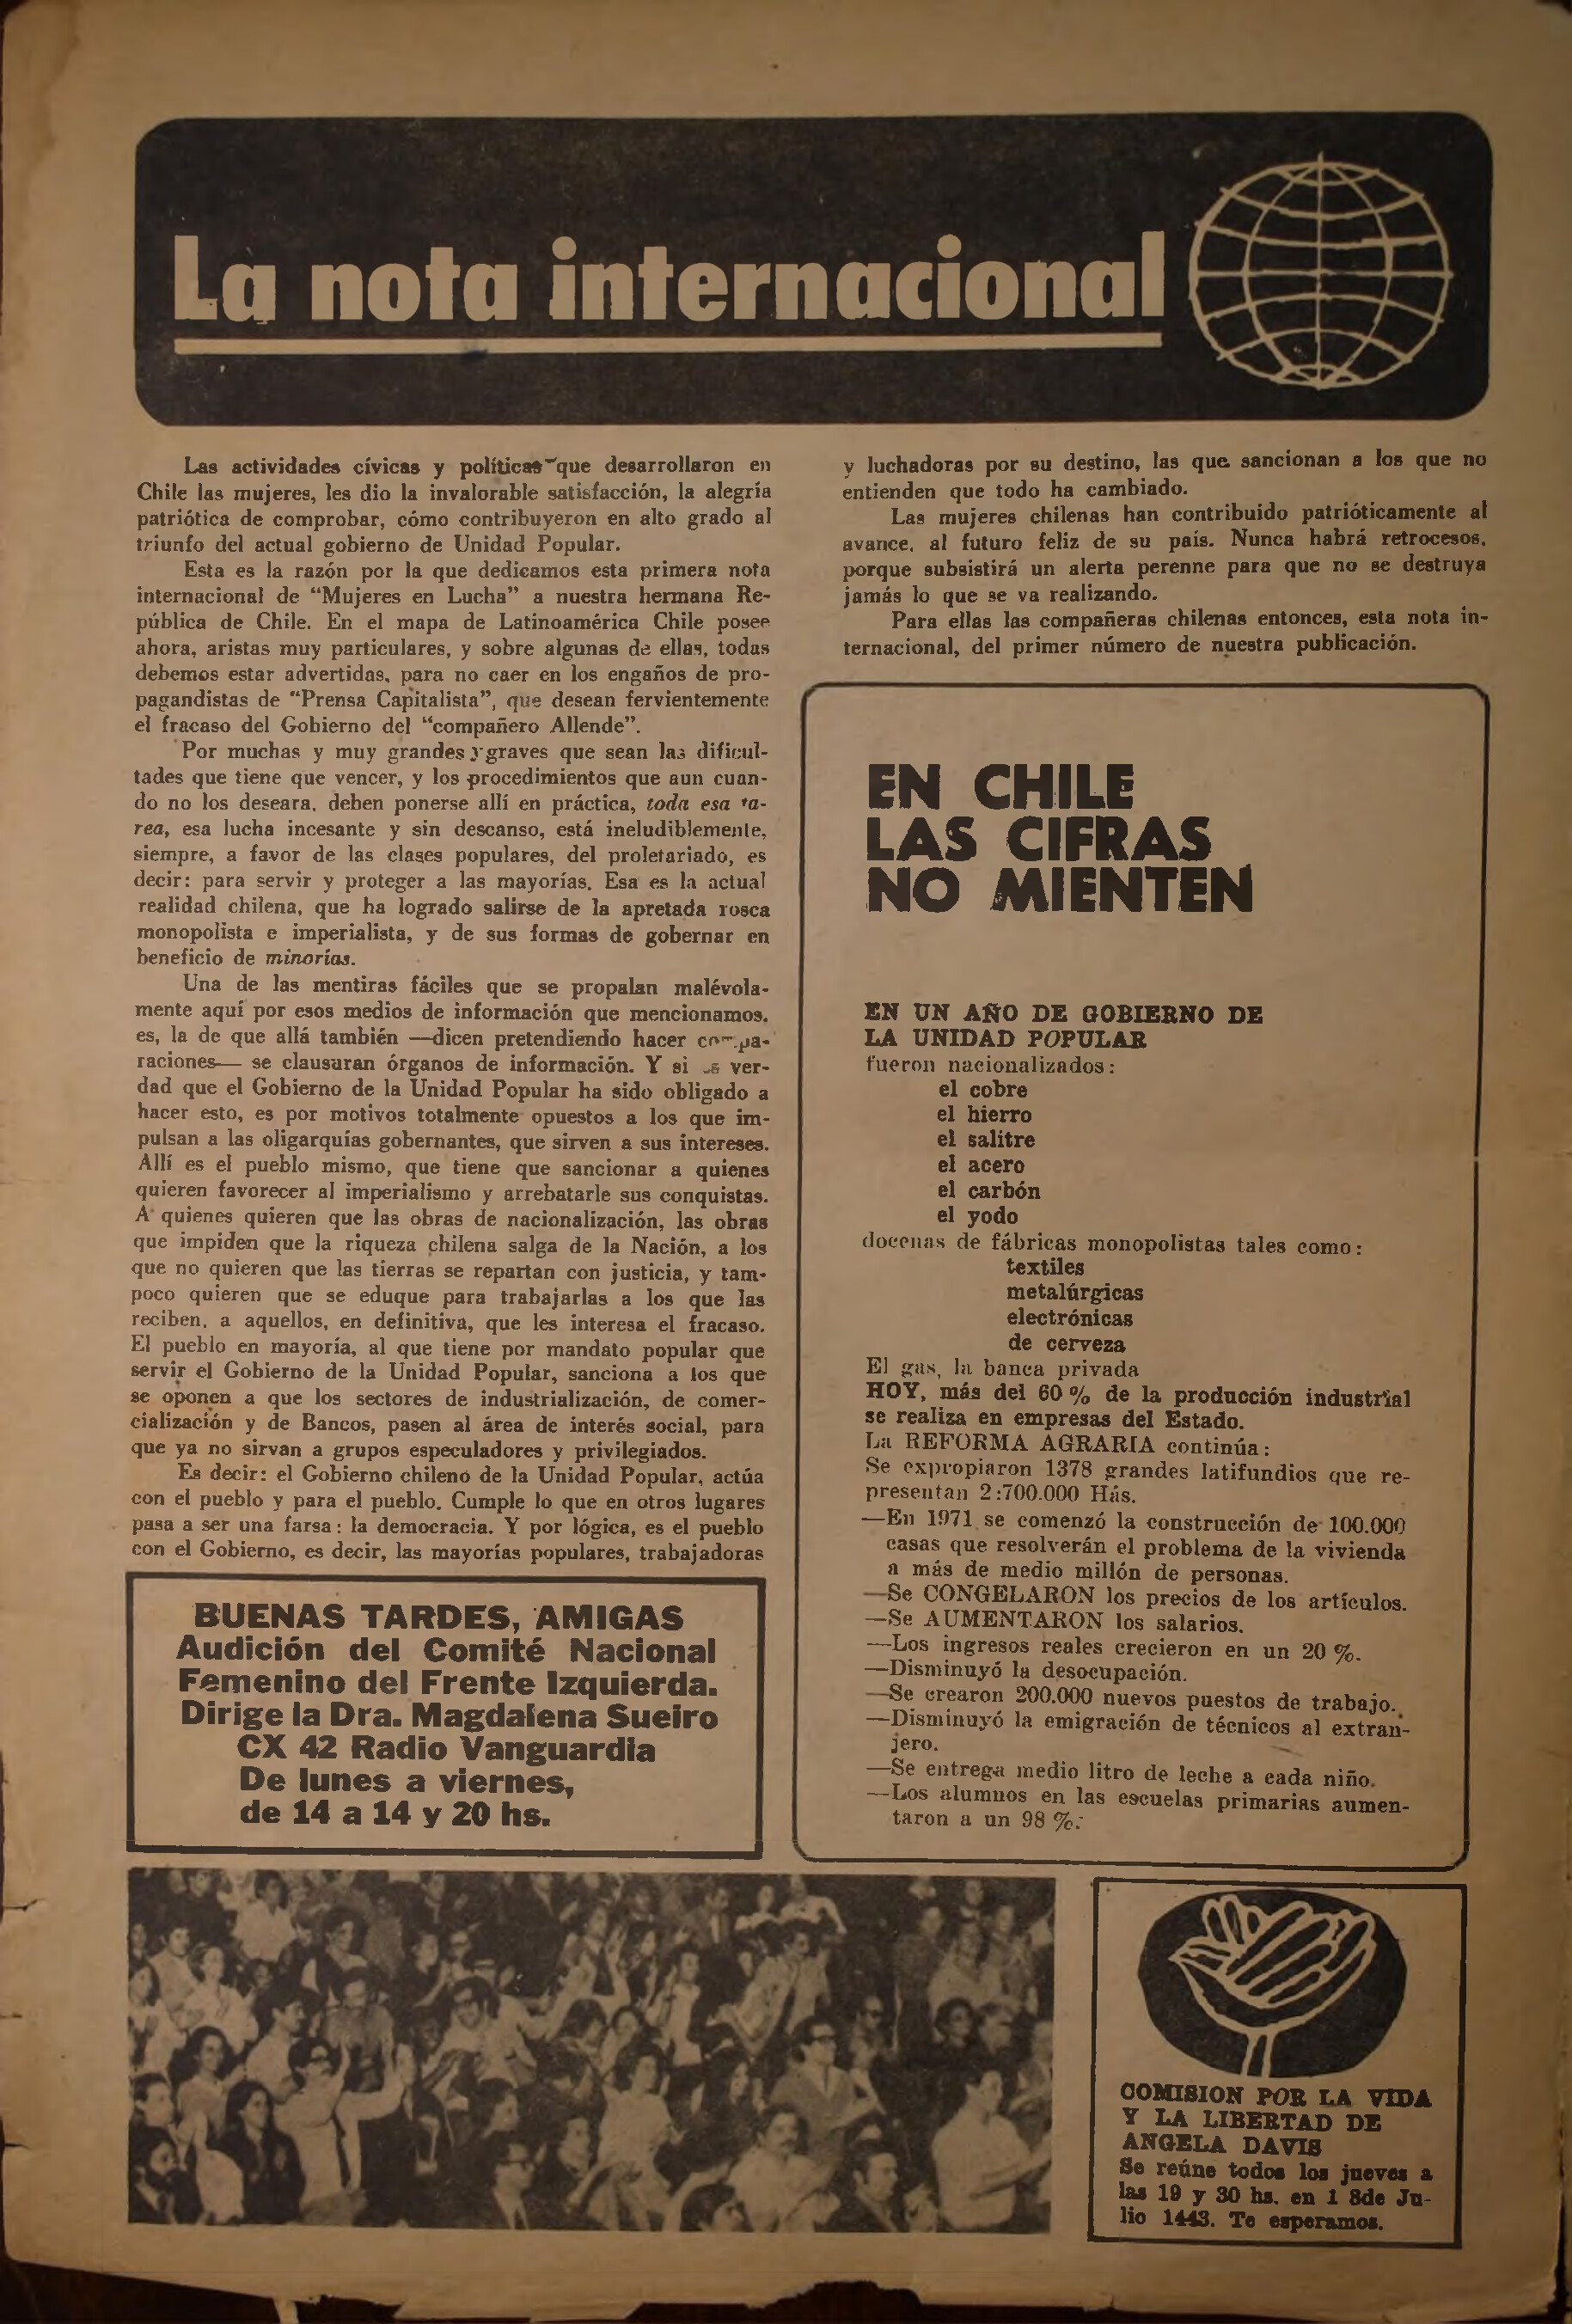 La nota internacional
Las actividades cívicas y políticas que desarrollaron en
Chile las mujeres, les dio la invalorable satisfacción, la alegría
patriótica de comprobar, cómo contribuyeron en alto grado al
triunfo del actual gobierno de Unidad Popular.
Esta es la razón por la que dedicamos esta primera nota
internacional de “Mujeres en Lucha” a nuestra hermana Re-
pública de Chile. En el mapa de Latinoamérica Chile posee
ahora, aristas muy particulares, y sobre algunas de ellas, todas
debemos estar advertidas, para no caer en los engaños de pro-
pagandistas de “Prensa Capitalista”, que desean fervientemente
el fracaso del Gobierno del “compañero Allende”.
Por muchas y muy grandes y graves que sean las dificul-
tades que tiene que vencer, y los procedimientos que aun cuan-
do no los deseara, deben ponerse allí en práctica, toda esa ta-
rea, esa lucha incesante y sin descanso, está ineludiblemente,
siempre, a favor de las clases populares, del proletariado, es
decir: para servir y proteger a las mayorías. Esa es la actual
realidad chilena, que ha logrado salirse de la apretada rosca
monopolista e imperialista, y de sus formas de gobernar en
beneficio de minorías.
Una de las mentiras fáciles que se propalan malévola-
mente aquí por esos medios de información que mencionamos,
es, la de que allá también —dicen pretendiendo hacer compa-
raciones— se clausuran órganos de información. Y si es ver-
dad que el Gobierno de la Unidad Popular ha sido obligado a
hacer esto, es por motivos totalmente opuestos a los que im-
pulsan a las oligarquías gobernantes, que sirven a sus intereses.
Allí es el pueblo mismo, que tiene que sancionar a quienes
quieren favorecer al imperialismo y arrebatarle sus conquistas.
A quienes quieren que las obras de nacionalización, las obras
que impiden que la riqueza chilena salga de la Nación, a los
que no quieren que las tierras se repartan con justicia, y tam-
poco quieren que se eduque para trabajarlas a los que las
reciben, a aquellos, en definitiva, que les interesa el fracaso.
El pueblo en mayoría, al que tiene por mandato popular que
servir el Gobierno de la Unidad Popular, sanciona a los que
se oponen a que los sectores de industrialización, de comer-
cialización y de Bancos, pasen al área de interés social, para
que ya no sirvan a grupos especuladores y privilegiados.
Es decir: el Gobierno chileno de la Unidad Popular, actúa
con el pueblo y para el pueblo. Cumple lo que en otros lugares
pasa a ser una farsa: la democracia. Y por lógica, es el pueblo
con el Gobierno, es decir, las mayorías populares, trabajadoras
y luchadoras por su destino, las que sancionan a los que no
entienden que todo ha cambiado.
Las mujeres chilenas han contribuido patrióticamente al
avance, al futuro feliz de su país. Nunca habrá retrocesos,
porque subsistirá un alerta perenne para que no se destruya
jamás lo que se va realizando.
Para ellas las compañeras chilenas entonces, esta nota in-
ternacional, del primer número de nuestra publicación.
EN CHILE
LAS CIFRAS
NO MIENTEN
EN UN AÑO DE GOBIERNO DE
LA UNIDAD POPULAR
fueron nacionalizados:
el cobre
el hierro
el salitre
el acero
el carbón
el yodo
docenas de fábricas monopolistas tales como:
textiles
metalúrgicas
electrónicas
de cerveza
El gas, la banca privada
HOY, más del 60 % de la producción industrial
se realiza en empresas del Estado.
La REFORMA AGRARIA continúa:
Se expropiaron 1378 grandes latifundios que re-
presentan 2:700.000 Hás.
—En 1971 se comenzó la construcción de 100.000
casas que resolverán el problema de la vivienda
a más de medio millón de personas.
—Se CONGELARON los precios de los artículos.
—Se AUMENTARON los salarios.
—Los ingresos reales crecieron en un 20 %.
—Disminuyó la desocupación.
—Se crearon 200.000 nuevos puestos de trabajo.
—Disminuyó la emigración de técnicos al extran-
jero.
—Se entrega medio litro de leche a cada niño.
—Los alumnos en las escuelas primarias aumen-
taron a un 98 %.
BUENAS TARDES, AMIGAS
Audición del Comité Nacional
Femenino del Frente Izquierda.
Dirige la Dra. Magdalena Sueiro
CX 42 Radio Vanguardia
De lunes a viernes,
de 14 a 14 y 20 hs.
COMISION POR LA VIDA
Y LA LIBERTAD DE
ANGELA DAVIS
Se reúne todos los jueves a
las 19 y 30 hs. en 1 8de Ju-
lio 1443. Te esperamos.